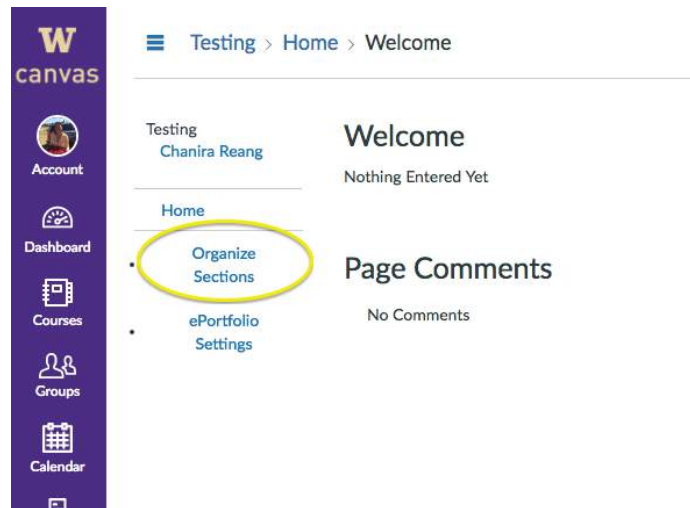 W
canvas
Account
Dashboard
Courses
Groups
Calendar
Testing > Home > Welcome
Testing
Chanira Reang
Home
Organize
Sections
ePortfolio
Settings
Welcome
Nothing Entered Yet
Page Comments
No Comments